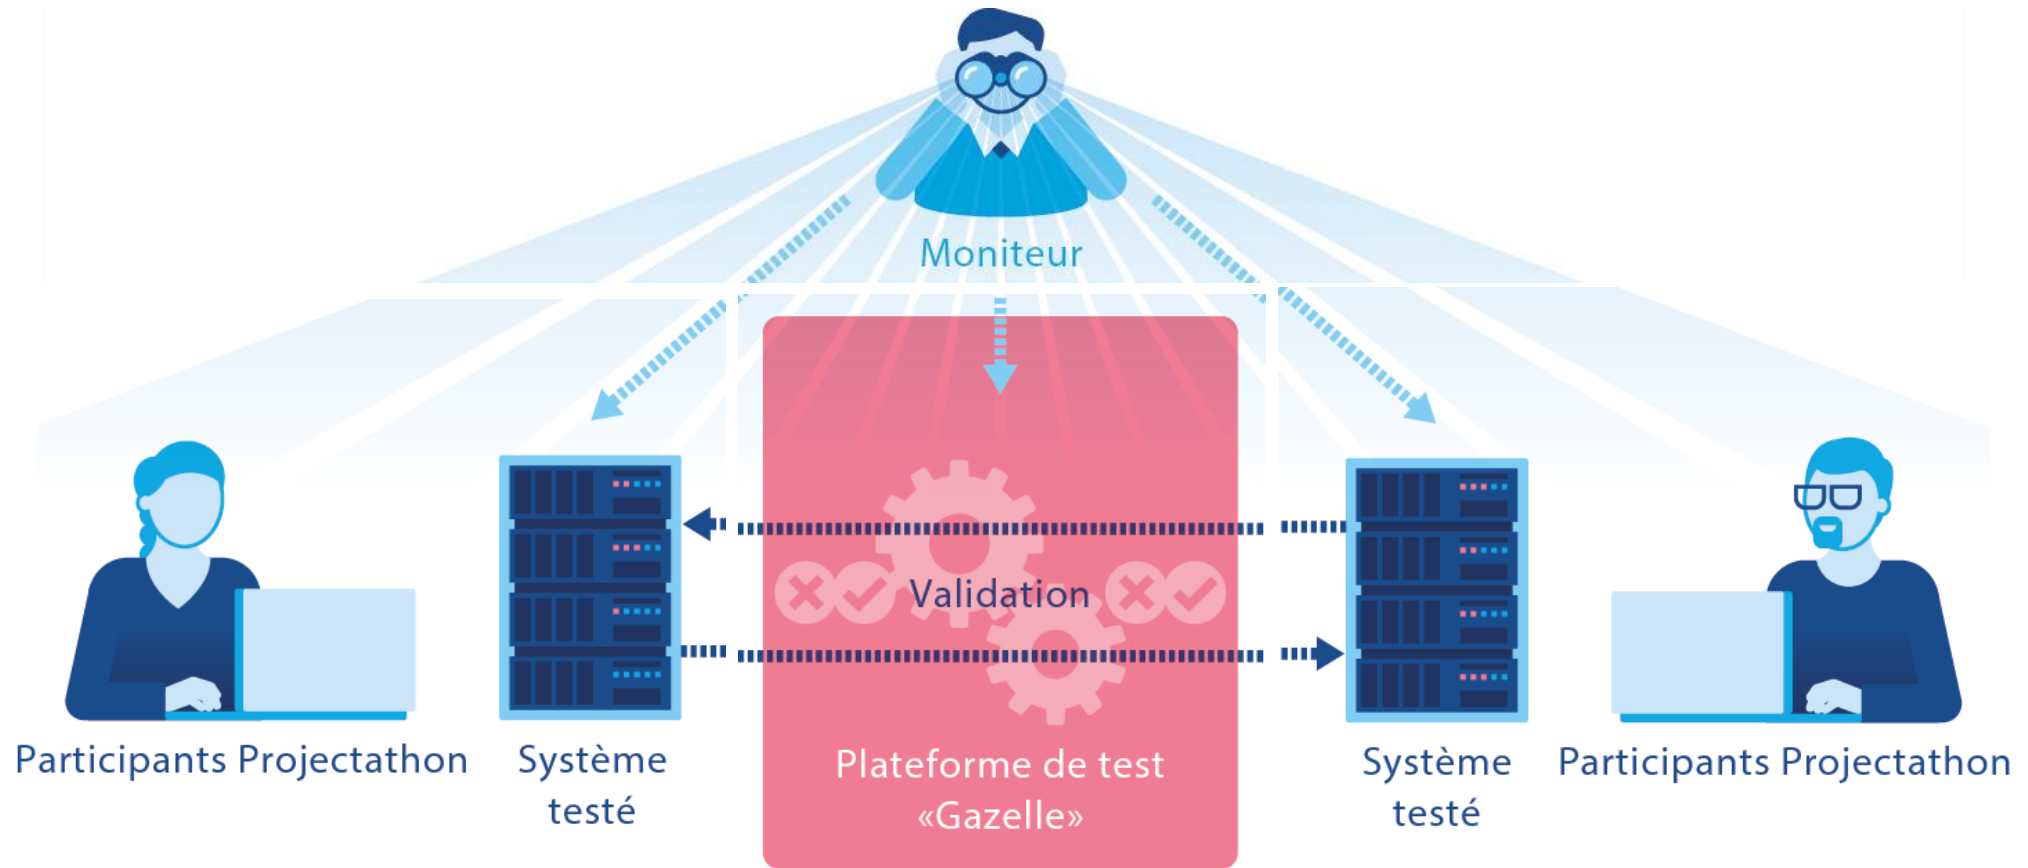 Moniteur
Validation
Participants Projectathon
Système
testé
Plateforme de test
«Gazelle»
Système
testé
Participants Projectathon